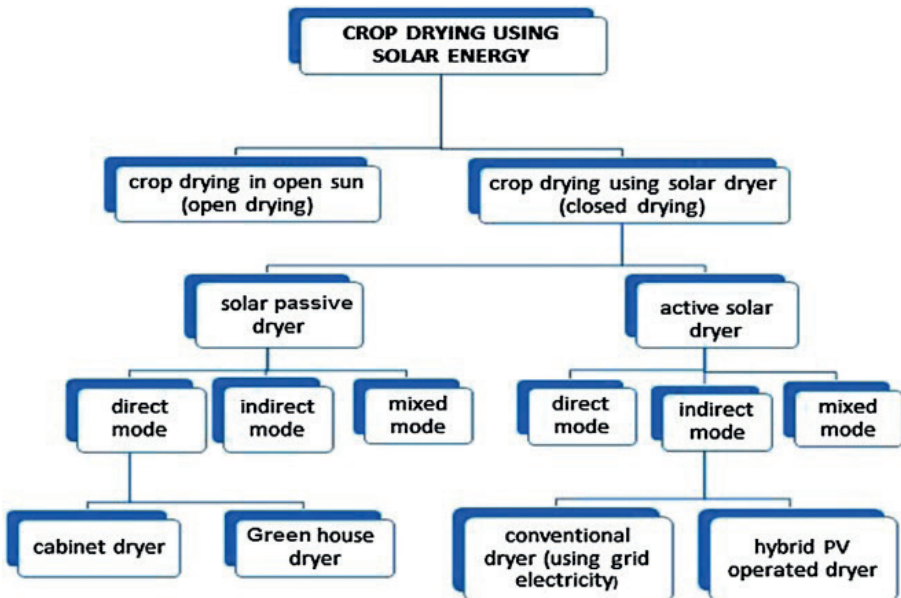 CROP DRYING USING
SOLAR ENERGY
crop drying in open sun
(open drying)
crop drying using solar dryer
(closed drying)
solar passive
dryer
active solar
dryer
direct
mode
indirect
mode
mixed
mode
direct
mode
indirect
mode
mixed
mode
cabinet dryer
Green house
dryer
conventional
dryer (using grid
electricity)
hybrid PV
operated dryer